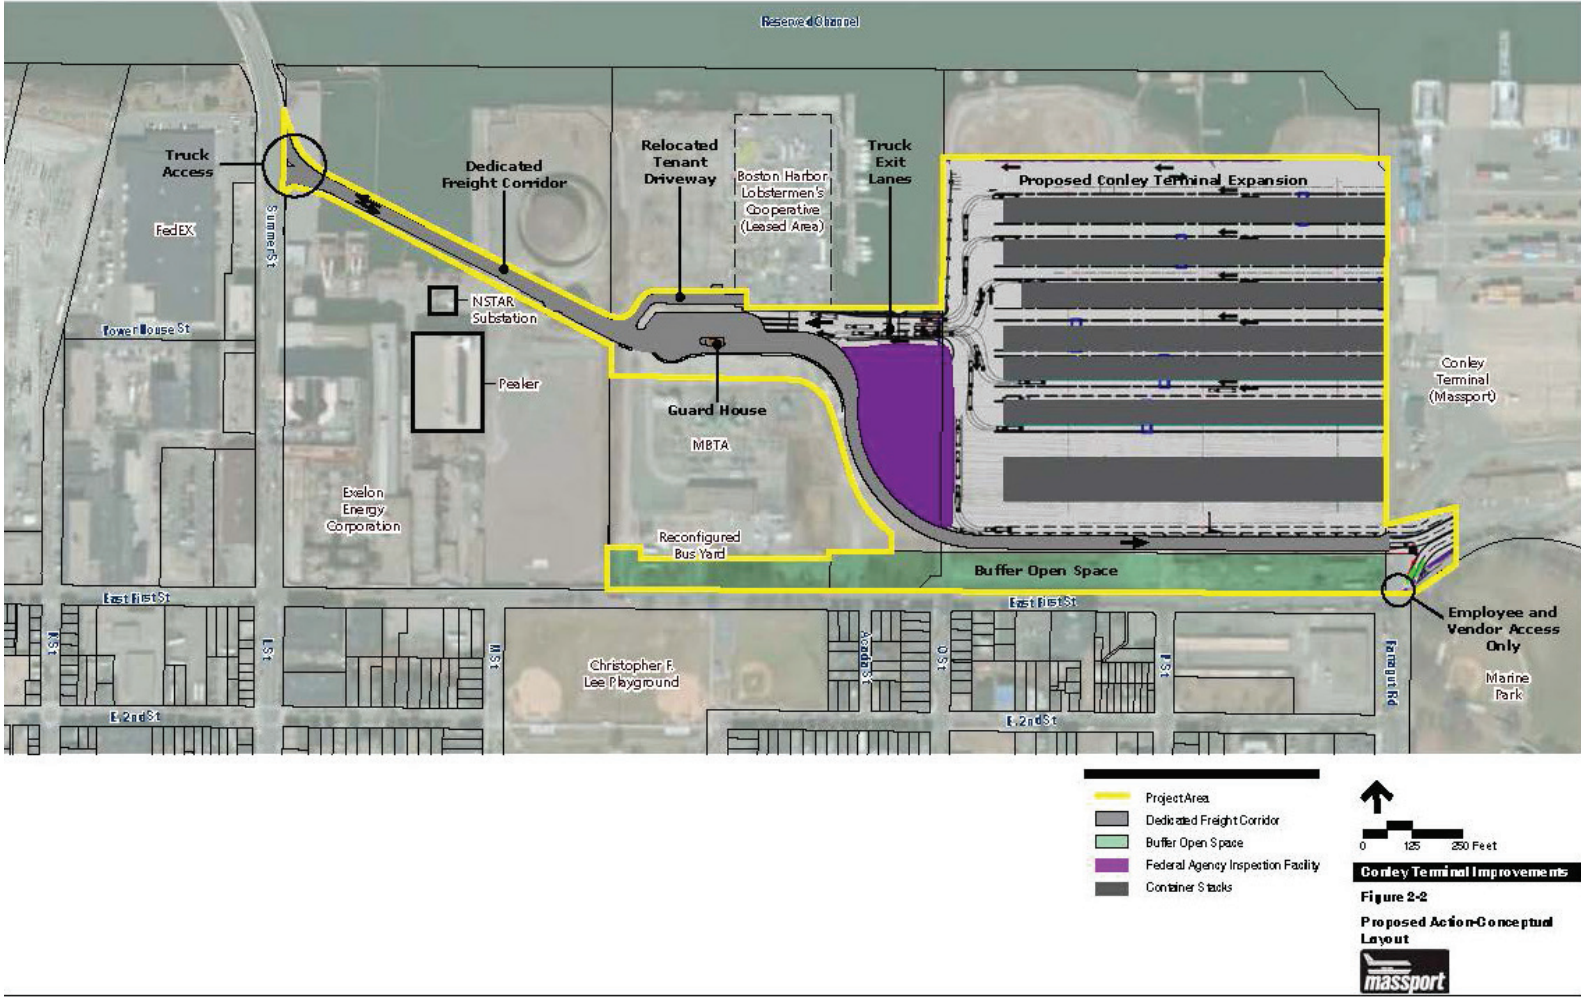 Reserved Channel
Truck
Access
Dedicated
Freight Corridor
Relocated
Tenant
Driveway
Boston Harbor
Lobstermen's
Cooperative
(Leased Area)
Truck
Exit
Lanes
Proposed Conley Terminal Expansion
FedEX
Summer St
NSTAR
Substation
Power House St
Peaker
Guard House
MBTA
Conley
Terminal
(Massport)
Exelon
Energy
Corporation
Reconfigured
Bus Yard
Buffer Open Space
East First St
East First St
Employee and
Vendor Access
Only
K St
L St
M St
Christopher F.
Lee Playground
Acadia St
O St
P St
Farragut Rd
Marine
Park
E. 2nd St
E. 2nd St
Project Area
Dedicated Freight Corridor
Buffer Open Space
Federal Agency Inspection Facility
Container Stacks
0 125 250 Feet
Conley Terminal Improvements
Figure 2-2
Proposed Action-Conceptual
Layout
massport